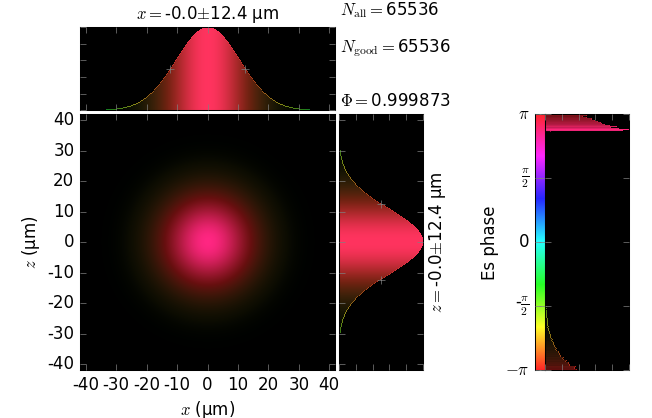 x = -0.0±12.4 μm
N_all = 65536
N_good = 65536
Φ = 0.999873
40
30
20
10
0
-10
-20
-30
-40
z (μm)
-40 -30 -20 -10 0 10 20 30 40
x (μm)
z = -0.0±12.4 μm
Es phase
π
π/2
0
-π/2
−π